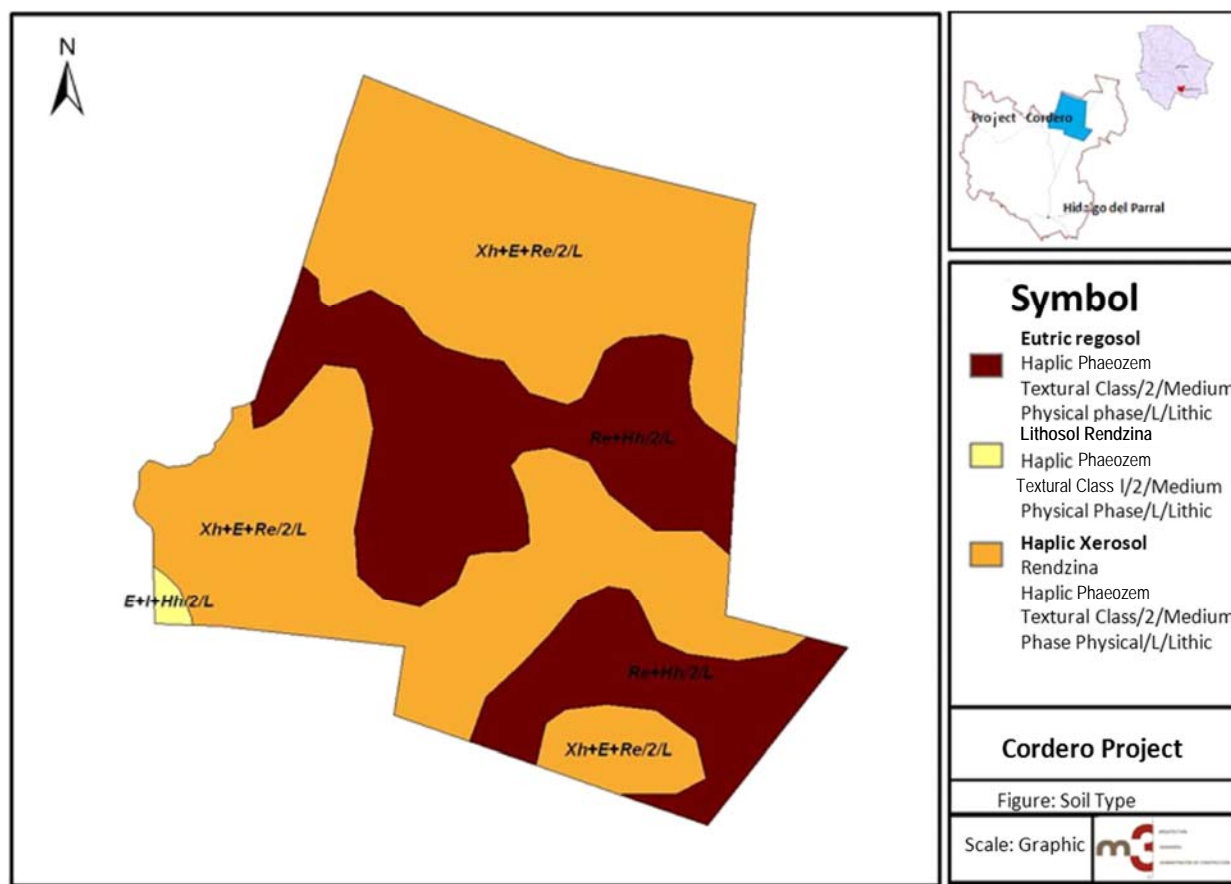 N
Xh+E+Re/2/L
Re+Hh/2/L
Xh+E+Re/2/L
E+I+Hh/2/L
Re+Hh/2/L
Xh+E+Re/2/L
Project Cordero
Hidalgo del Parral
Symbol
Eutric regosol
Haplic Phaeozem
Textural Class/2/Medium
Physical phase/L/Lithic
Lithosol Rendzina
Haplic Phaeozem
Textural Class l/2/Medium
Physical Phase/L/Lithic
Haplic Xerosol
Rendzina
Haplic Phaeozem
Textural Class/2/Medium
Phase Physical/L/Lithic
Cordero Project
Figure: Soil Type
Scale: Graphic
m3